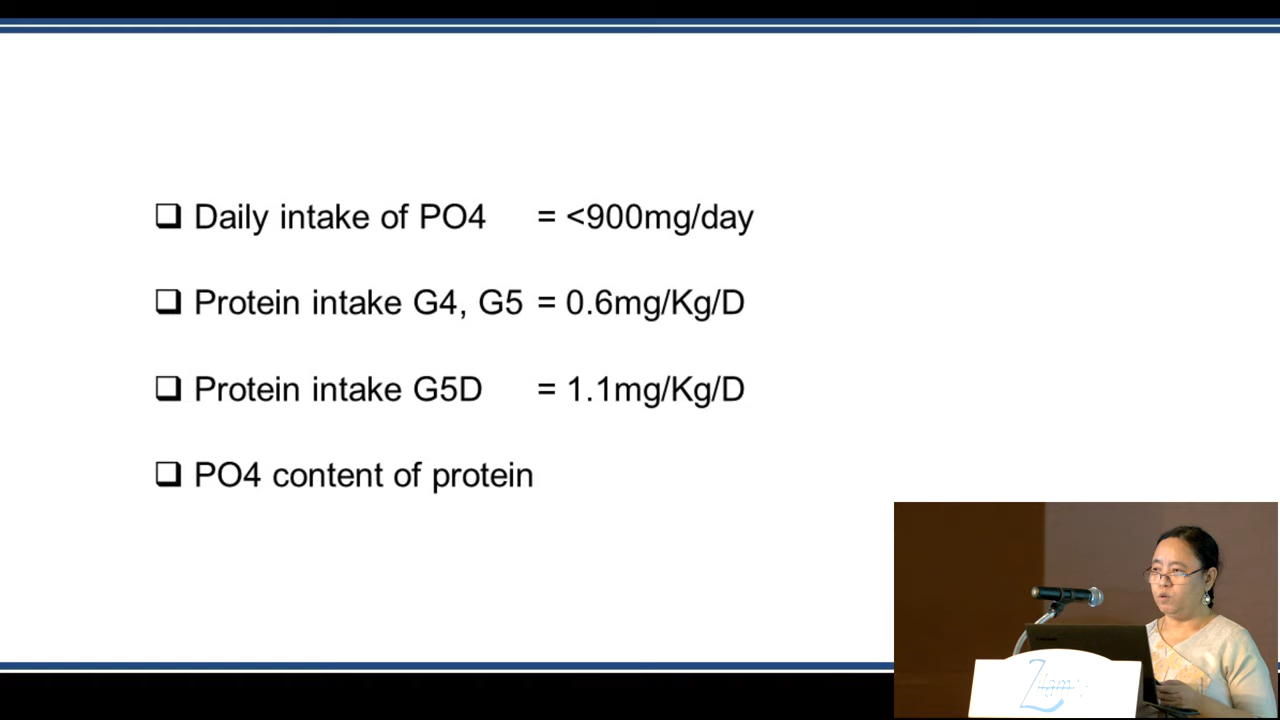 Daily intake of PO4 = <900mg/day
Protein intake G4, G5 = 0.6mg/Kg/D
Protein intake G5D = 1.1mg/Kg/D
PO4 content of protein